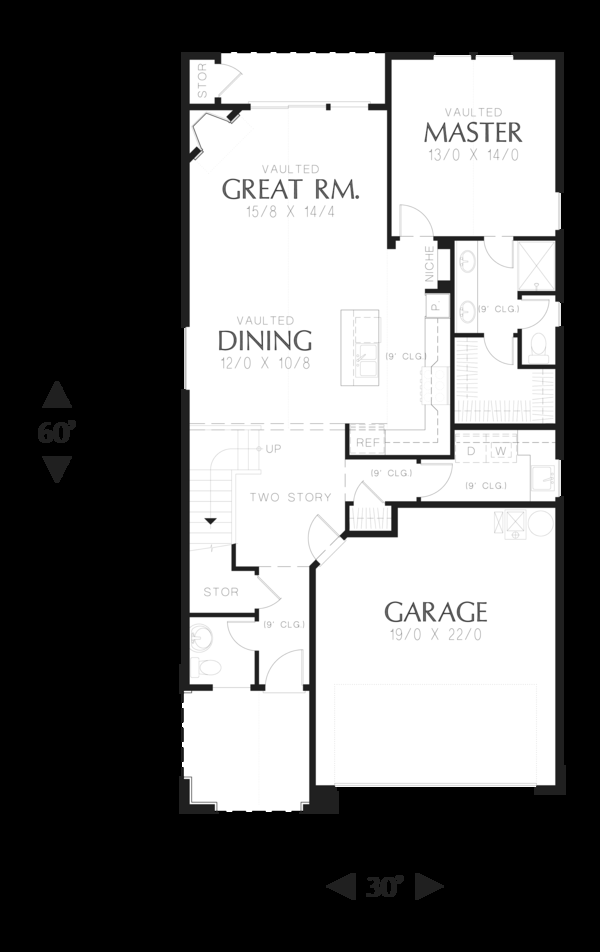 STOR
VAULTED
MASTER
13/0 X 14/0
VAULTED
GREAT RM.
15/8 X 14/4
NICHE
P.
(9' CLG.)
VAULTED
DINING
12/0 X 10/8
(9' CLG.)
60'
REF
UP
D
W
(9' CLG.)
(9' CLG.)
TWO STORY
STOR
(9' CLG.)
GARAGE
19/0 X 22/0
30'